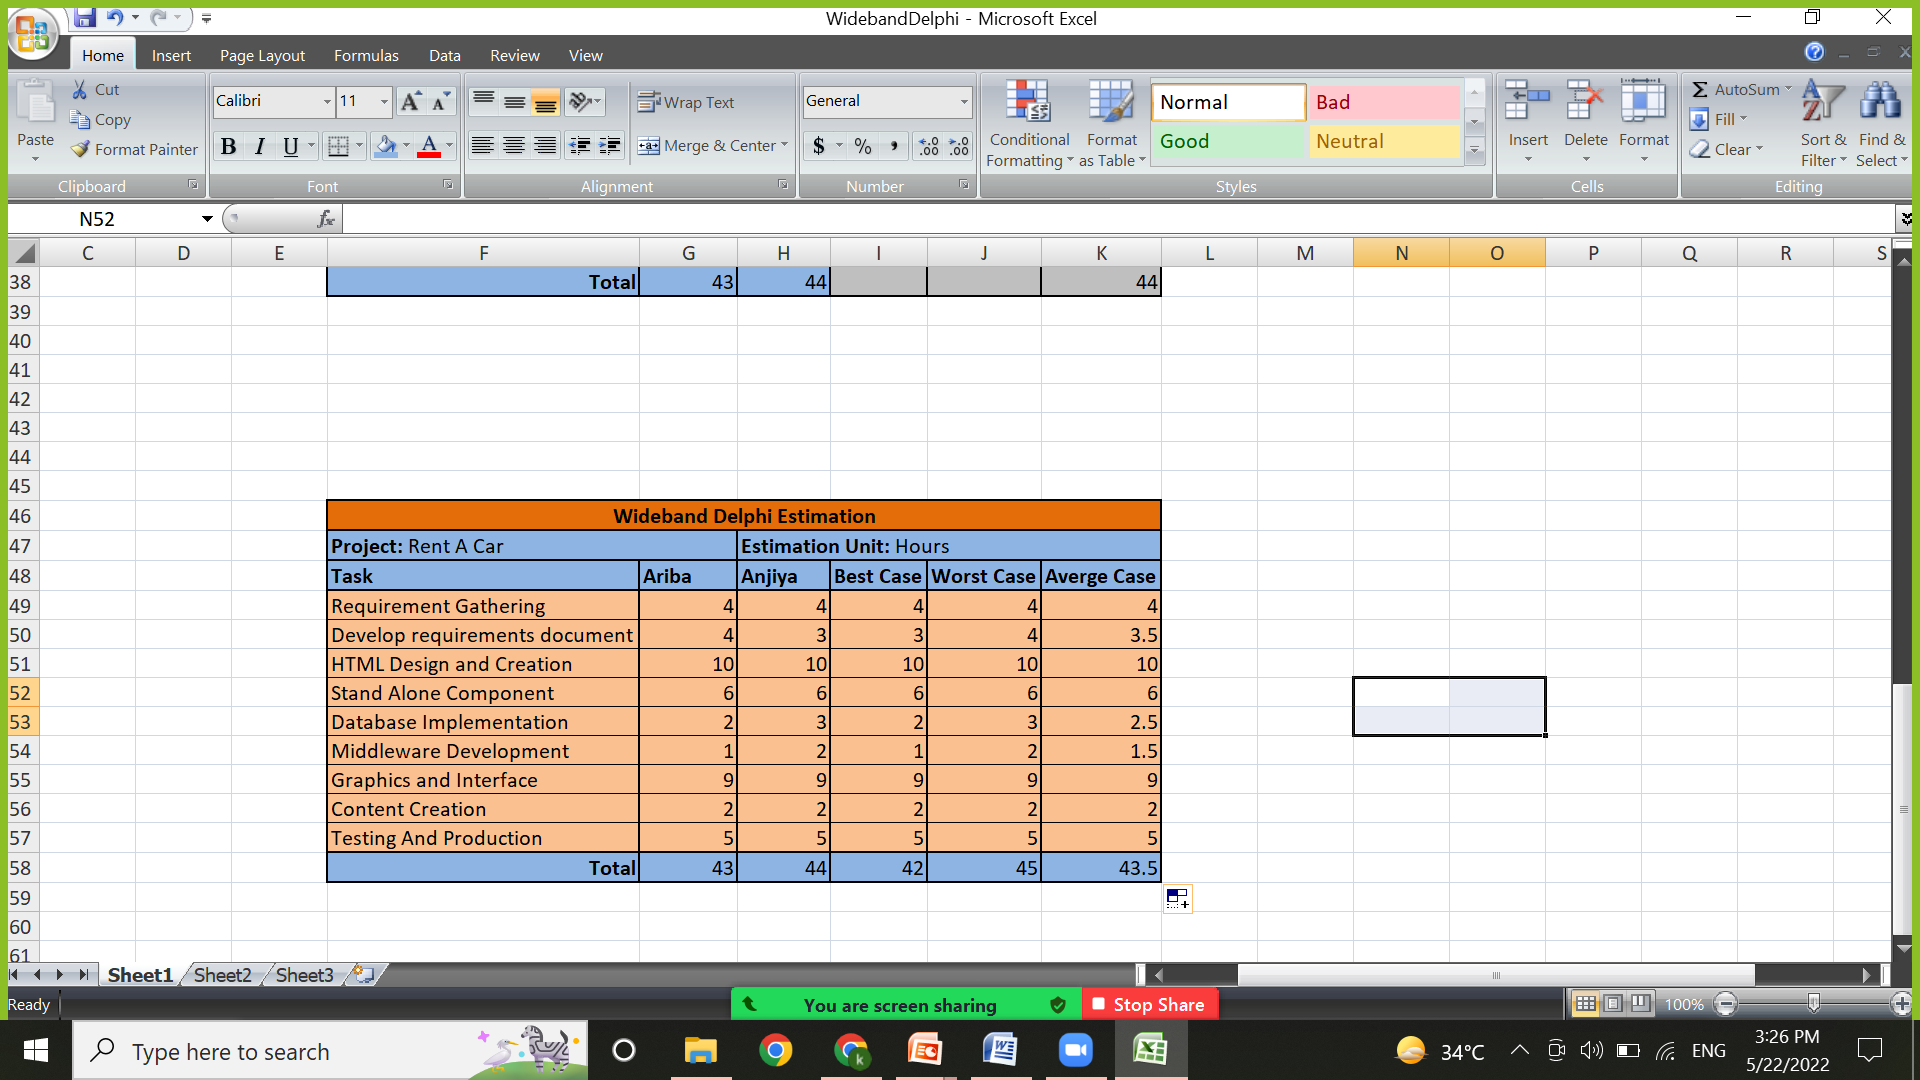 WidebandDelphi - Microsoft Excel
Home Insert Page Layout Formulas Data Review View
Paste Cut Copy Format Painter
Calibri 11 A A B I U A
Wrap Text Merge & Center
General $ % , .00 .00
Conditional Formatting Format as Table Normal Bad Good Neutral
Insert Delete Format
Σ AutoSum Fill Clear Sort & Filter Find & Select
Clipboard Font Alignment Number Styles Cells Editing
N52 fx
C D E F G H I J K L M N O P Q R S
38 Total 43 44 44
39
40
41
42
43
44
45
46 Wideband Delphi Estimation
47 Project: Rent A Car Estimation Unit: Hours
48 Task Ariba Anjiya Best Case Worst Case Averge Case
49 Requirement Gathering 4 4 4 4 4
50 Develop requirements document 4 3 3 4 3.5
51 HTML Design and Creation 10 10 10 10 10
52 Stand Alone Component 6 6 6 6 6
53 Database Implementation 2 3 2 3 2.5
54 Middleware Development 1 2 1 2 1.5
55 Graphics and Interface 9 9 9 9 9
56 Content Creation 2 2 2 2 2
57 Testing And Production 5 5 5 5 5
58 Total 43 44 42 45 43.5
59
60
61
Sheet1 Sheet2 Sheet3
Ready You are screen sharing Stop Share 100%
Type here to search 34°C ENG 3:26 PM
5/22/2022